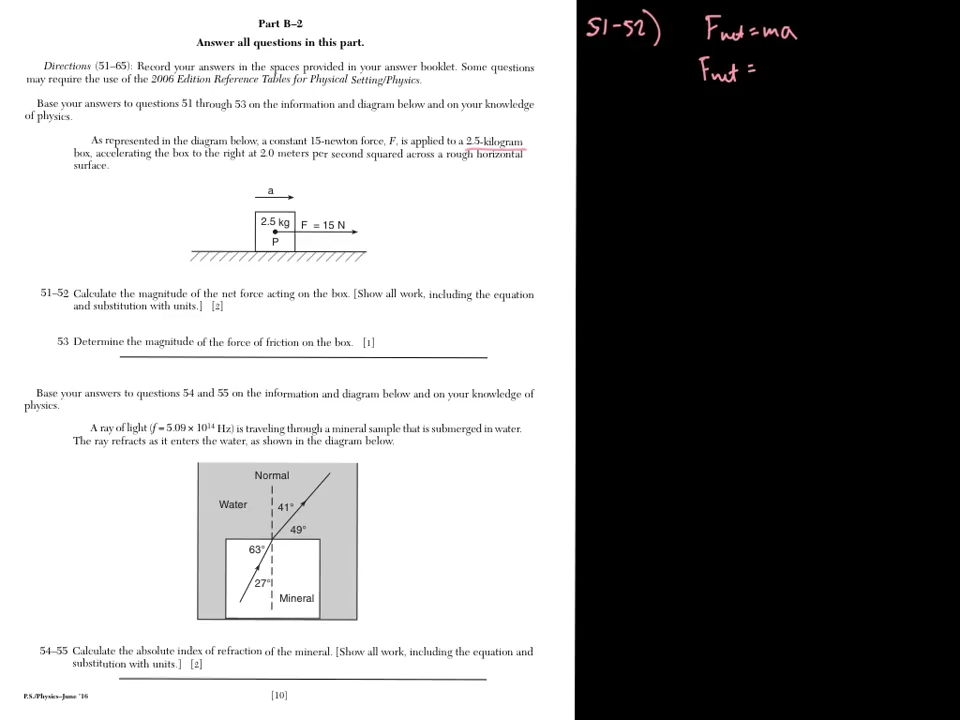 Part B–2
Answer all questions in this part.
Directions (51–65): Record your answers in the spaces provided in your answer booklet. Some questions
may require the use of the 2006 Edition Reference Tables for Physical Setting/Physics.
Base your answers to questions 51 through 53 on the information and diagram below and on your knowledge
of physics.
As represented in the diagram below, a constant 15-newton force, F, is applied to a 2.5-kilogram
box, accelerating the box to the right at 2.0 meters per second squared across a rough horizontal
surface.
a
2.5 kg
F = 15 N
P
51–52 Calculate the magnitude of the net force acting on the box. [Show all work, including the equation
and substitution with units.] [2]
53 Determine the magnitude of the force of friction on the box. [1]
Base your answers to questions 54 and 55 on the information and diagram below and on your knowledge of
physics.
A ray of light (f = 5.09 × 10¹⁴ Hz) is traveling through a mineral sample that is submerged in water.
The ray refracts as it enters the water, as shown in the diagram below.
Normal
Water
41°
49°
63°
27°
Mineral
54–55 Calculate the absolute index of refraction of the mineral. [Show all work, including the equation and
substitution with units.] [2]
P.S./Physics–June '16
[10]
51-52) Fnet = ma
Fnet =